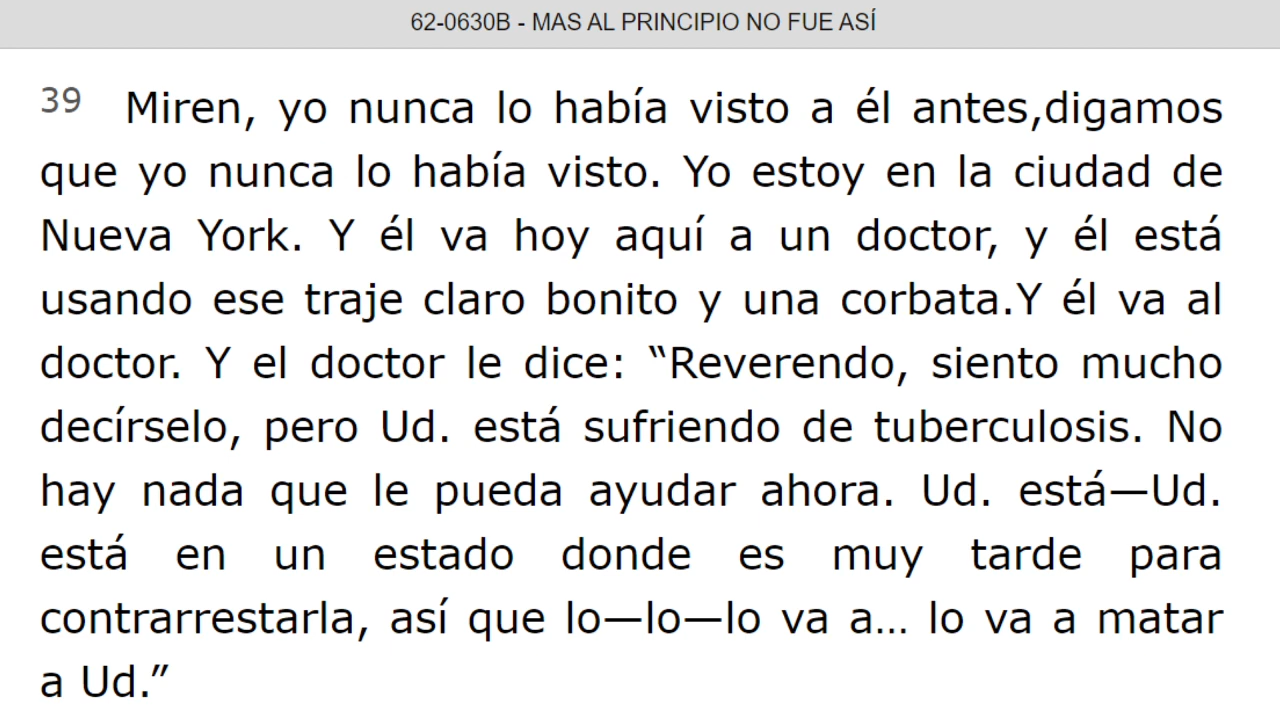 62-0630B - MAS AL PRINCIPIO NO FUE ASÍ
39 Miren, yo nunca lo había visto a él antes,digamos
que yo nunca lo había visto. Yo estoy en la ciudad de
Nueva York. Y él va hoy aquí a un doctor, y él está
usando ese traje claro bonito y una corbata.Y él va al
doctor. Y el doctor le dice: “Reverendo, siento mucho
decírselo, pero Ud. está sufriendo de tuberculosis. No
hay nada que le pueda ayudar ahora. Ud. está—Ud.
está en un estado donde es muy tarde para
contrarrestarla, así que lo—lo—lo va a… lo va a matar
a Ud.”